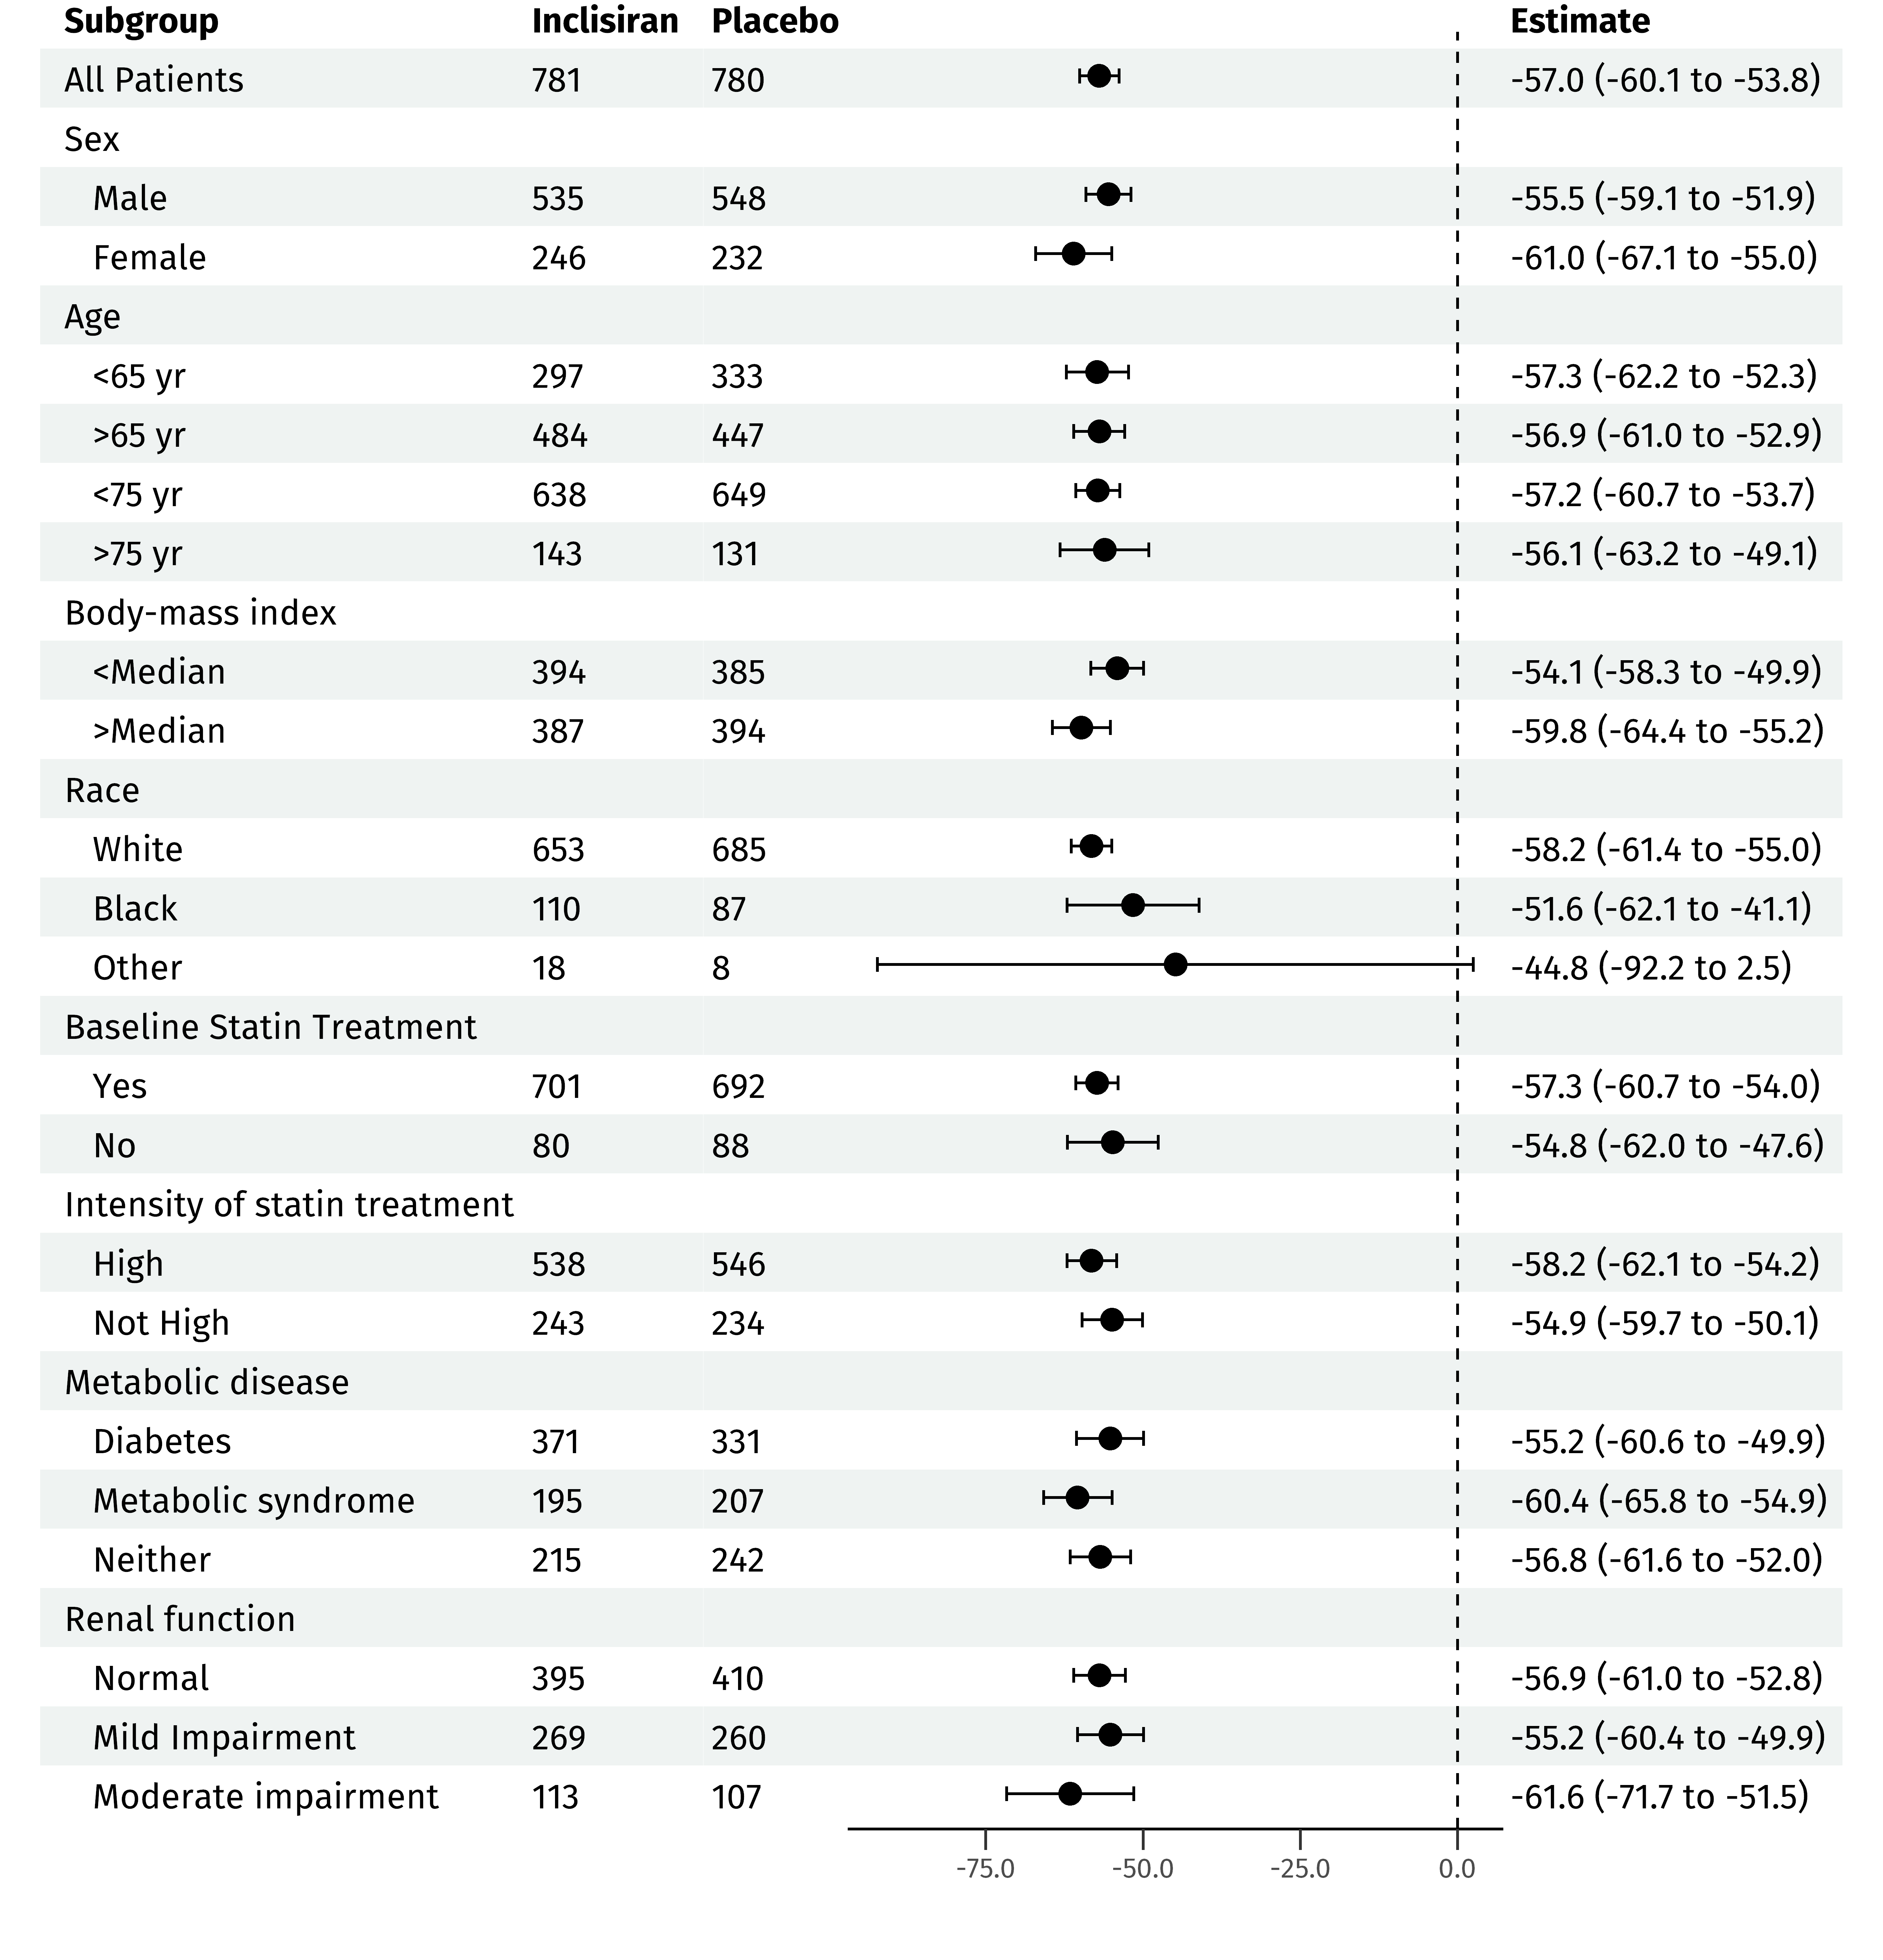 Subgroup Inclisiran Placebo Estimate
All Patients 781 780 -57.0 (-60.1 to -53.8)
Sex
Male 535 548 -55.5 (-59.1 to -51.9)
Female 246 232 -61.0 (-67.1 to -55.0)
Age
<65 yr 297 333 -57.3 (-62.2 to -52.3)
>65 yr 484 447 -56.9 (-61.0 to -52.9)
<75 yr 638 649 -57.2 (-60.7 to -53.7)
>75 yr 143 131 -56.1 (-63.2 to -49.1)
Body-mass index
<Median 394 385 -54.1 (-58.3 to -49.9)
>Median 387 394 -59.8 (-64.4 to -55.2)
Race
White 653 685 -58.2 (-61.4 to -55.0)
Black 110 87 -51.6 (-62.1 to -41.1)
Other 18 8 -44.8 (-92.2 to 2.5)
Baseline Statin Treatment
Yes 701 692 -57.3 (-60.7 to -54.0)
No 80 88 -54.8 (-62.0 to -47.6)
Intensity of statin treatment
High 538 546 -58.2 (-62.1 to -54.2)
Not High 243 234 -54.9 (-59.7 to -50.1)
Metabolic disease
Diabetes 371 331 -55.2 (-60.6 to -49.9)
Metabolic syndrome 195 207 -60.4 (-65.8 to -54.9)
Neither 215 242 -56.8 (-61.6 to -52.0)
Renal function
Normal 395 410 -56.9 (-61.0 to -52.8)
Mild Impairment 269 260 -55.2 (-60.4 to -49.9)
Moderate impairment 113 107 -61.6 (-71.7 to -51.5)
-75.0 -50.0 -25.0 0.0